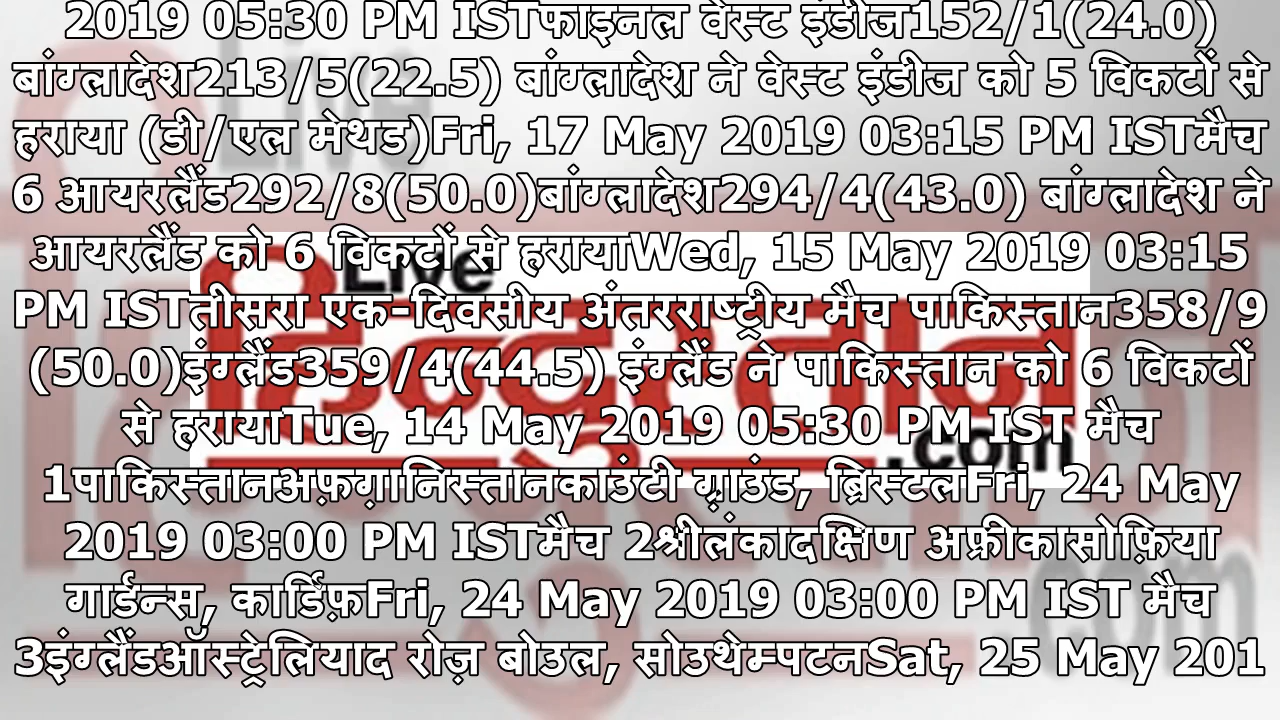 2019 05:30 PM ISTफाइनल वेस्ट इंडीज152/1(24.0)
बांग्लादेश213/5(22.5) बांग्लादेश ने वेस्ट इंडीज को 5 विकटों से
हराया (डी/एल मेथड)Fri, 17 May 2019 03:15 PM ISTमैच
6 आयरलैंड292/8(50.0)बांग्लादेश294/4(43.0) बांग्लादेश ने
आयरलैंड को 6 विकटों से हरायाWed, 15 May 2019 03:15
PM ISTतीसरा एक-दिवसीय अंतरराष्ट्रीय मैच पाकिस्तान358/9
(50.0)इंग्लैंड359/4(44.5) इंग्लैंड ने पाकिस्तान को 6 विकटों
से हरायाTue, 14 May 2019 05:30 PM IST मैच
1पाकिस्तानअफ़ग़ानिस्तानकाउंटी ग़्राउंड, ब्रिस्टलFri, 24 May
2019 03:00 PM ISTमैच 2श्रीलंकादक्षिण अफ़्रीकासोफ़िया
गार्डन्स, कार्डिफ़Fri, 24 May 2019 03:00 PM IST मैच
3इंग्लैंडऑस्ट्रेलियाद रोज़ बोउल, सोउथेम्पटनSat, 25 May 201
Live
हिन्दुस्तान
.com